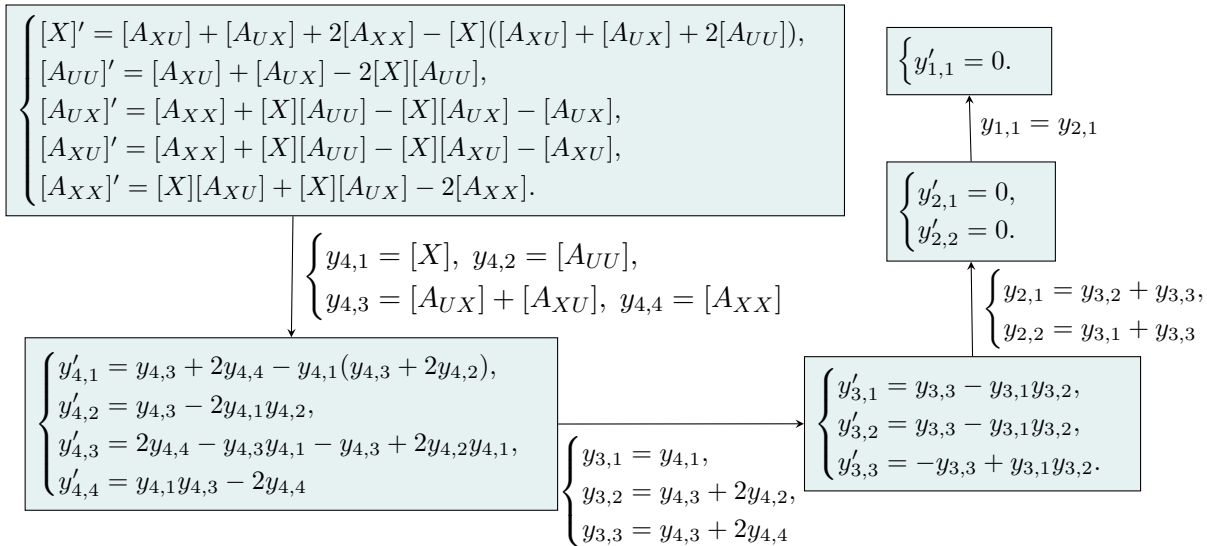 [X]′ = [A_{XU}] + [A_{UX}] + 2[A_{XX}] − [X]([A_{XU}] + [A_{UX}] + 2[A_{UU}]),
[A_{UU}]′ = [A_{XU}] + [A_{UX}] − 2[X][A_{UU}],
[A_{UX}]′ = [A_{XX}] + [X][A_{UU}] − [X][A_{UX}] − [A_{UX}],
[A_{XU}]′ = [A_{XX}] + [X][A_{UU}] − [X][A_{XU}] − [A_{XU}],
[A_{XX}]′ = [X][A_{XU}] + [X][A_{UX}] − 2[A_{XX}].
y_{4,1} = [X], y_{4,2} = [A_{UU}],
y_{4,3} = [A_{UX}] + [A_{XU}], y_{4,4} = [A_{XX}]
y′_{4,1} = y_{4,3} + 2y_{4,4} − y_{4,1}(y_{4,3} + 2y_{4,2}),
y′_{4,2} = y_{4,3} − 2y_{4,1}y_{4,2},
y′_{4,3} = 2y_{4,4} − y_{4,3}y_{4,1} − y_{4,3} + 2y_{4,2}y_{4,1},
y′_{4,4} = y_{4,1}y_{4,3} − 2y_{4,4}
y_{3,1} = y_{4,1},
y_{3,2} = y_{4,3} + 2y_{4,2},
y_{3,3} = y_{4,3} + 2y_{4,4}
y′_{3,1} = y_{3,3} − y_{3,1}y_{3,2},
y′_{3,2} = y_{3,3} − y_{3,1}y_{3,2},
y′_{3,3} = −y_{3,3} + y_{3,1}y_{3,2}.
y_{2,1} = y_{3,2} + y_{3,3},
y_{2,2} = y_{3,1} + y_{3,3}
y′_{2,1} = 0,
y′_{2,2} = 0.
y_{1,1} = y_{2,1}
y′_{1,1} = 0.